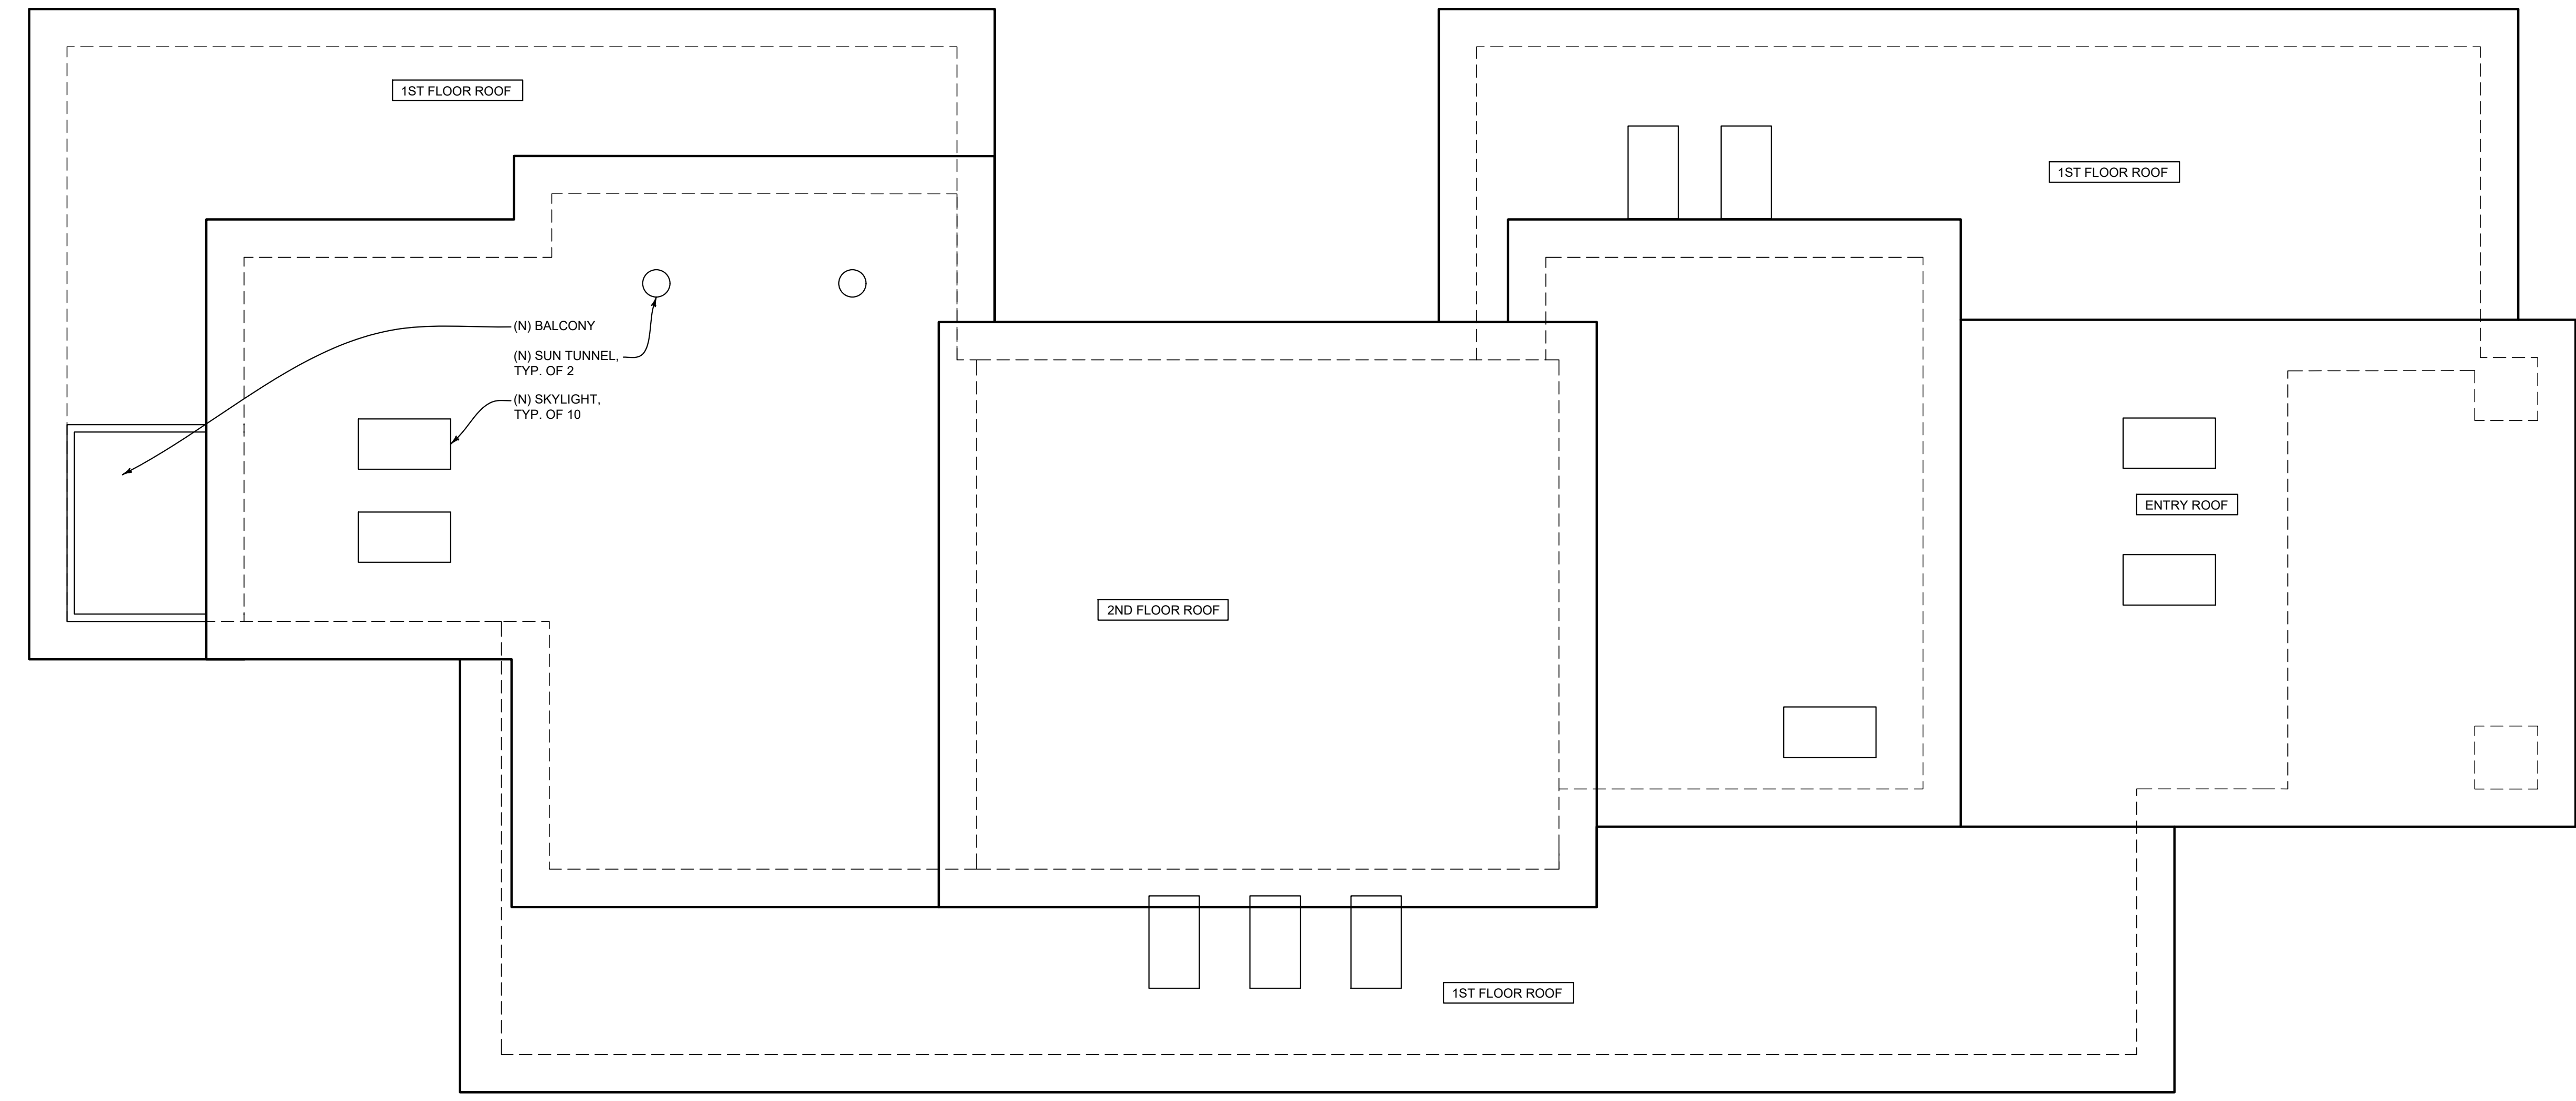 1ST FLOOR ROOF
1ST FLOOR ROOF
(N) BALCONY
(N) SUN TUNNEL,
TYP. OF 2
(N) SKYLIGHT,
TYP. OF 10
ENTRY ROOF
2ND FLOOR ROOF
1ST FLOOR ROOF